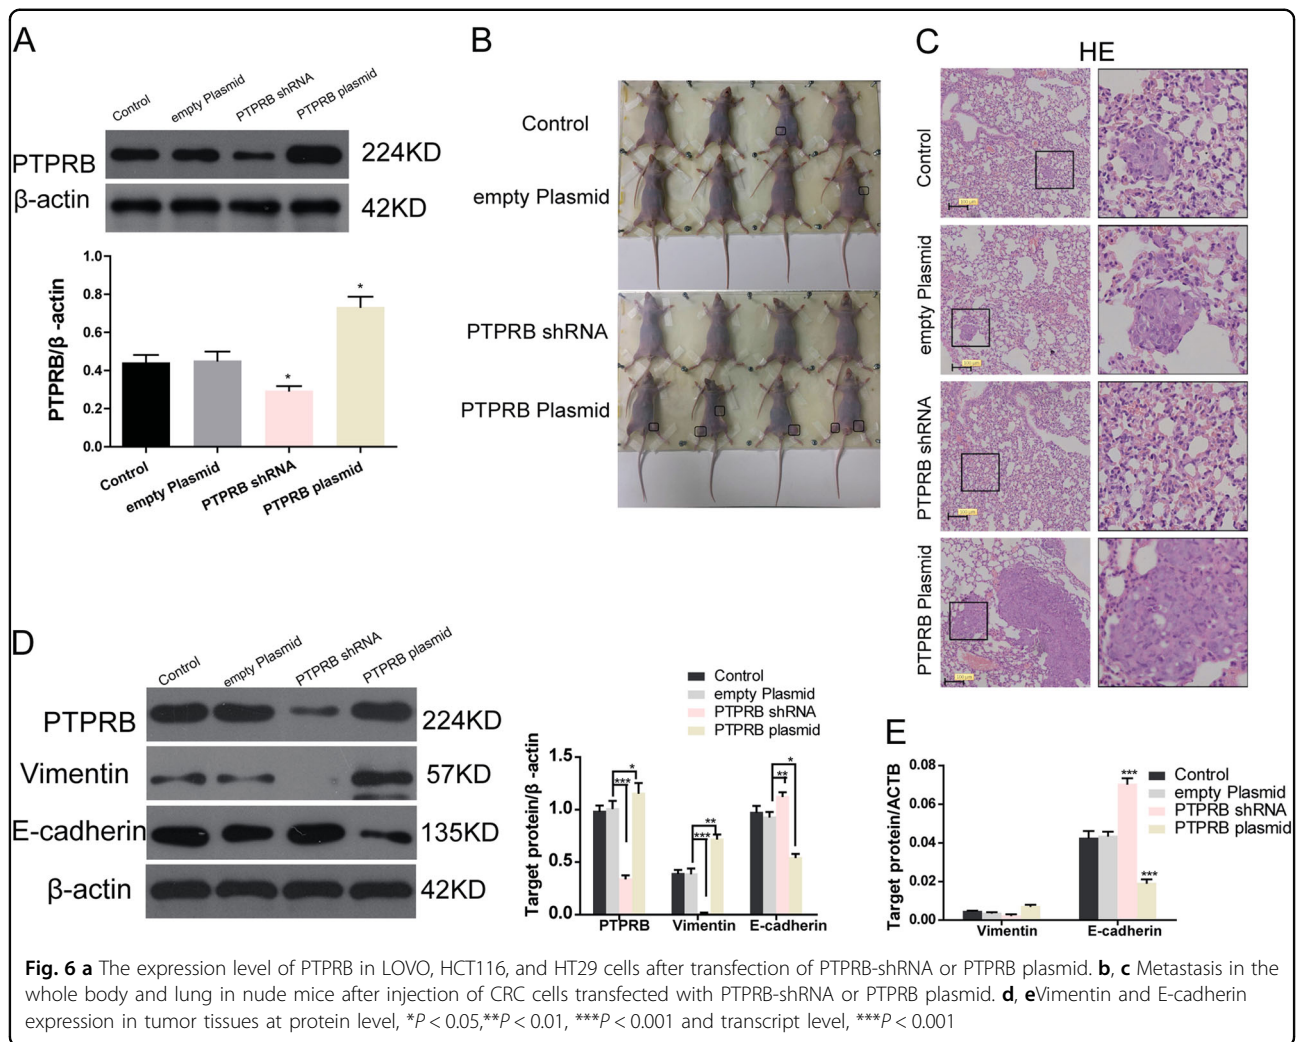 A
Control
empty Plasmid
PTPRB shRNA
PTPRB plasmid
PTPRB
224KD
β-actin
42KD
PTPRB/β -actin
1.0
0.8
0.6
0.4
0.2
0.0
*
*
Control
empty Plasmid
PTPRB shRNA
PTPRB plasmid
B
Control
empty Plasmid
PTPRB shRNA
PTPRB Plasmid
C
HE
Control
empty Plasmid
PTPRB shRNA
PTPRB Plasmid
100 μm
100 μm
100 μm
100 μm
D
Control
empty Plasmid
PTPRB shRNA
PTPRB plasmid
PTPRB
224KD
Vimentin
57KD
E-cadherin
135KD
β-actin
42KD
Control
empty Plasmid
PTPRB shRNA
PTPRB plasmid
Target protein/β -actin
1.5
1.0
0.5
0.0
*
***
**
***
*
**
PTPRB Vimentin E-cadherin
E
Control
empty Plasmid
PTPRB shRNA
PTPRB plasmid
Target protein/ACTB
0.08
0.06
0.04
0.02
0.00
***
***
Vimentin E-cadherin
Fig. 6 a The expression level of PTPRB in LOVO, HCT116, and HT29 cells after transfection of PTPRB-shRNA or PTPRB plasmid. b, c Metastasis in the
whole body and lung in nude mice after injection of CRC cells transfected with PTPRB-shRNA or PTPRB plasmid. d, eVimentin and E-cadherin
expression in tumor tissues at protein level, *P < 0.05,**P < 0.01, ***P < 0.001 and transcript level, ***P < 0.001